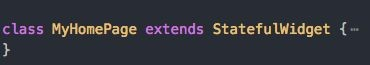 class MyHomePage extends StatefulWidget {⋯
}